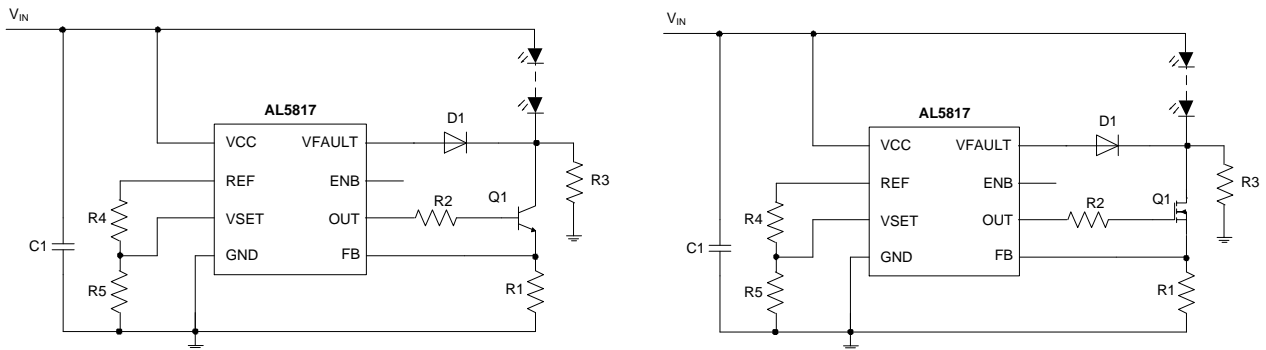 VIN
AL5817
D1
VCC
VFAULT
REF
ENB
R3
R4
R2
Q1
VSET
OUT
C1
GND
FB
R5
R1
VIN
AL5817
D1
VCC
VFAULT
REF
ENB
R3
R4
R2
Q1
VSET
OUT
C1
GND
FB
R5
R1